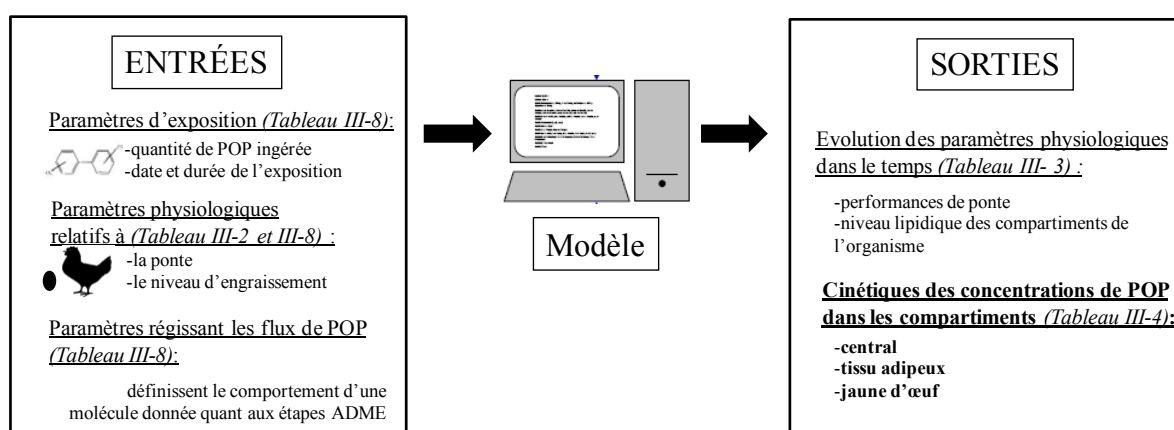 ENTRÉES
Paramètres d'exposition (Tableau III-8):
-quantité de POP ingérée
-date et durée de l'exposition
Paramètres physiologiques
relatifs à (Tableau III-2 et III-8) :
-la ponte
-le niveau d'engraissement
Paramètres régissant les flux de POP
(Tableau III-8):
définissent le comportement d'une
molécule donnée quant aux étapes ADME
Modèle
SORTIES
Evolution des paramètres physiologiques
dans le temps (Tableau III- 3) :
-performances de ponte
-niveau lipidique des compartiments de
l'organisme
Cinétiques des concentrations de POP
dans les compartiments (Tableau III-4):
-central
-tissu adipeux
-jaune d'œuf